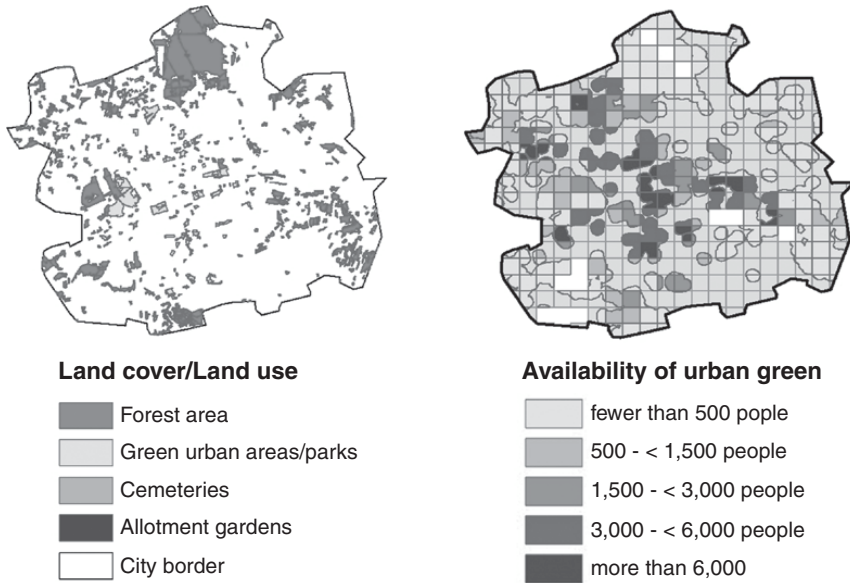 Land cover/Land use
Forest area
Green urban areas/parks
Cemeteries
Allotment gardens
City border
Availability of urban green
fewer than 500 pople
500 - < 1,500 people
1,500 - < 3,000 people
3,000 - < 6,000 people
more than 6,000